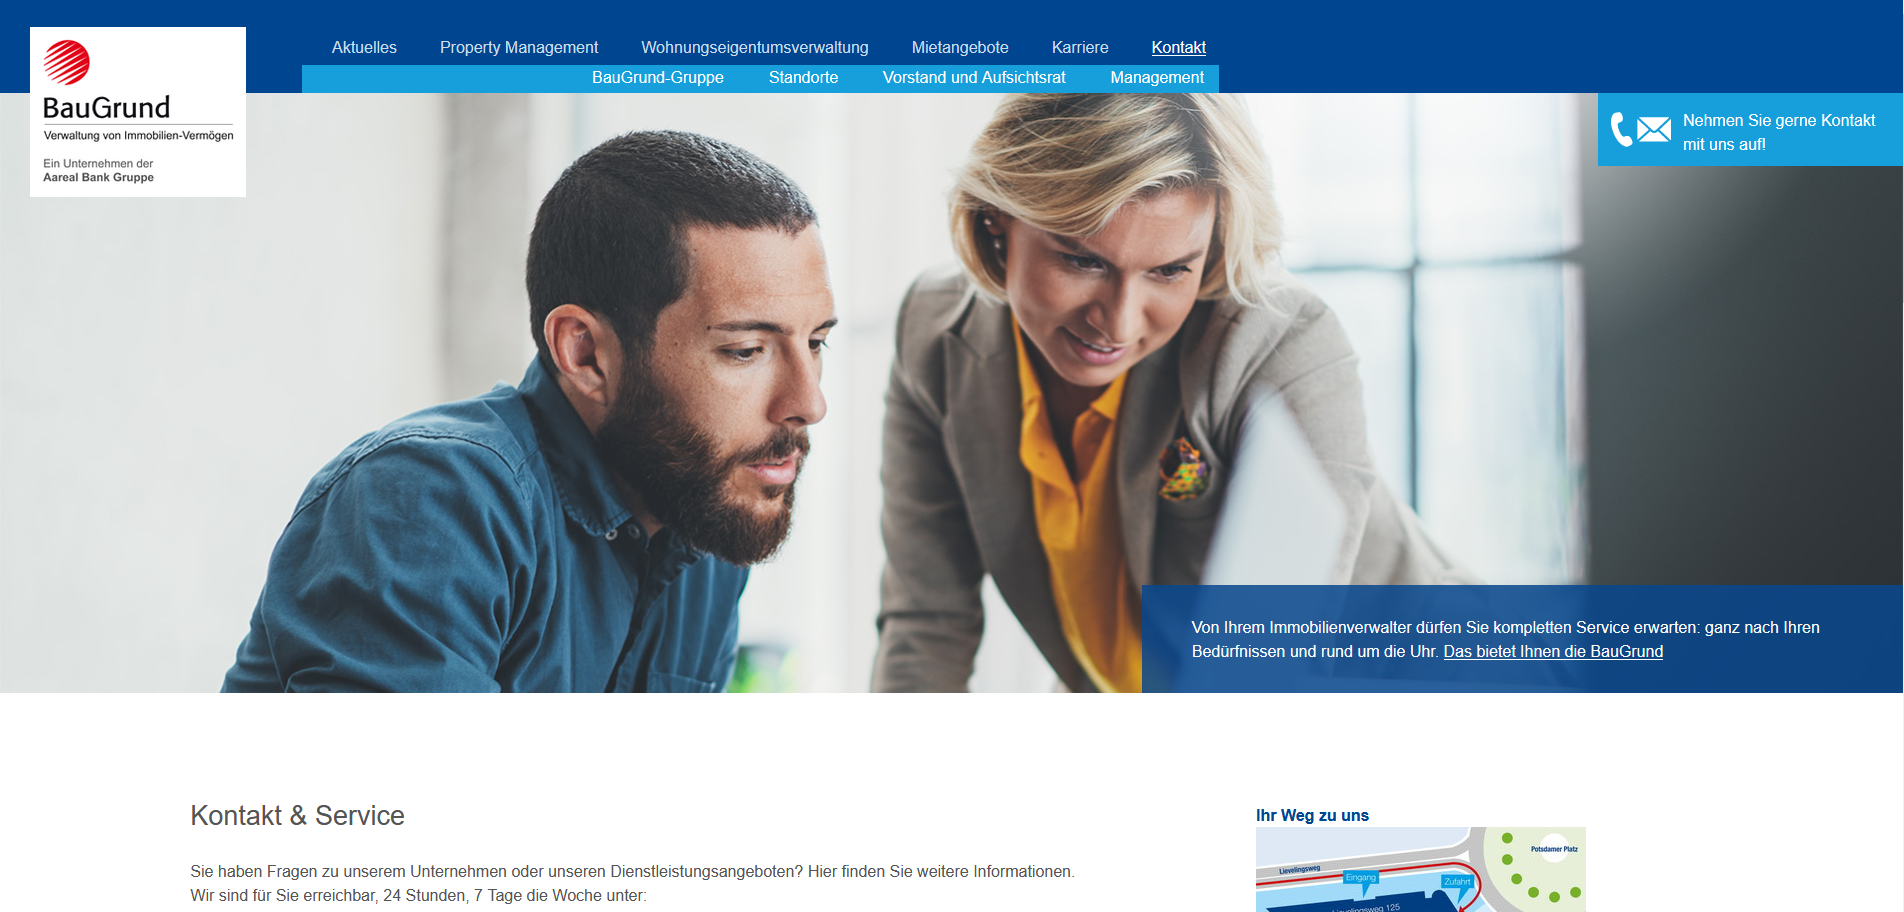 Aktuelles
Property Management
Wohnungseigentumsverwaltung
Mietangebote
Karriere
Kontakt
BauGrund-Gruppe
Standorte
Vorstand und Aufsichtsrat
Management
BauGrund
Verwaltung von Immobilien-Vermögen
Ein Unternehmen der
Aareal Bank Gruppe
Nehmen Sie gerne Kontakt
mit uns auf!
Von Ihrem Immobilienverwalter dürfen Sie kompletten Service erwarten: ganz nach Ihren
Bedürfnissen und rund um die Uhr. Das bietet Ihnen die BauGrund
Kontakt & Service
Sie haben Fragen zu unserem Unternehmen oder unseren Dienstleistungsangeboten? Hier finden Sie weitere Informationen.
Wir sind für Sie erreichbar, 24 Stunden, 7 Tage die Woche unter:
Ihr Weg zu uns
Potsdamer Platz
Lievelingsweg
Eingang
Zufahrt
Lievelingsweg 125